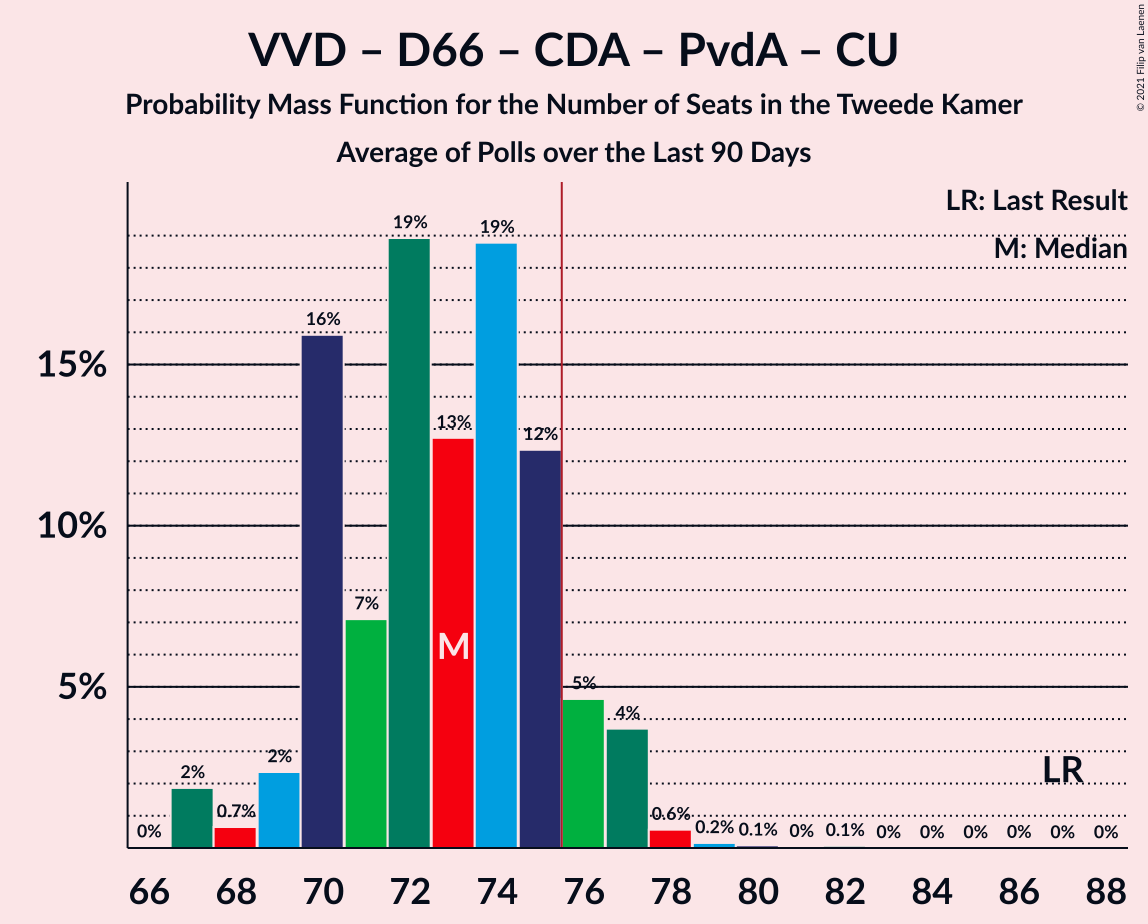 VVD – D66 – CDA – PvdA – CU
Probability Mass Function for the Number of Seats in the Tweede Kamer
Average of Polls over the Last 90 Days
© 2021 Filip van Laenen
LR: Last Result
M: Median
15%
10%
5%
0%
2%
0.7%
2%
16%
7%
19%
13%
19%
12%
5%
4%
0.6%
0.2%
0.1%
0%
0.1%
0%
0%
0%
0%
0%
0%
M
LR
66 68 70 72 74 76 78 80 82 84 86 88